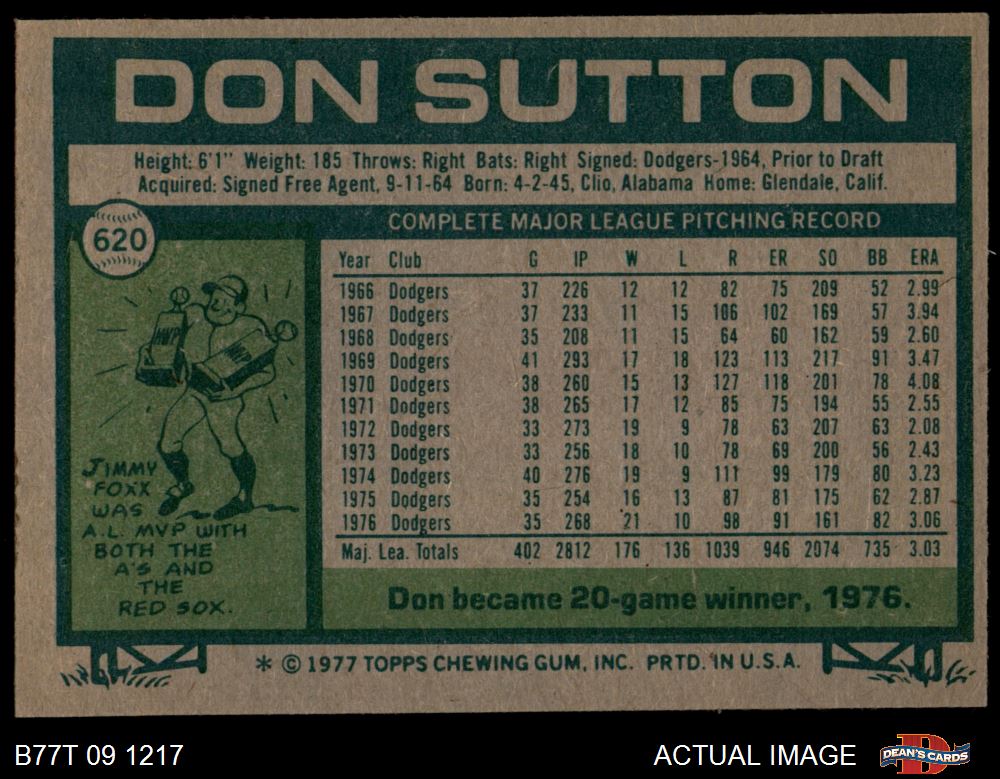 DON SUTTON
Height: 6'1" Weight: 185 Throws: Right Bats: Right Signed: Dodgers-1964, Prior to Draft
Acquired: Signed Free Agent, 9-11-64 Born: 4-2-45, Clio, Alabama Home: Glendale, Calif.
620
COMPLETE MAJOR LEAGUE PITCHING RECORD
Year Club G IP W L R ER SO BB ERA
1966 Dodgers 37 226 12 12 82 75 209 52 2.99
1967 Dodgers 37 233 11 15 106 102 169 57 3.94
1968 Dodgers 35 208 11 15 64 60 162 59 2.60
1969 Dodgers 41 293 17 18 123 113 217 91 3.47
1970 Dodgers 38 260 15 13 127 118 201 78 4.08
1971 Dodgers 38 265 17 12 85 75 194 55 2.55
1972 Dodgers 33 273 19 9 78 63 207 63 2.08
1973 Dodgers 33 256 18 10 78 69 200 56 2.43
1974 Dodgers 40 276 19 9 111 99 179 80 3.23
1975 Dodgers 35 254 16 13 87 81 175 62 2.87
1976 Dodgers 35 268 21 10 98 91 161 82 3.06
Maj. Lea. Totals 402 2812 176 136 1039 946 2074 735 3.03
MVP
JIMMY
FOXX
WAS
A.L. MVP WITH
BOTH THE
A'S AND
THE
RED SOX.
Don became 20-game winner, 1976.
* © 1977 TOPPS CHEWING GUM, INC. PRTD. IN U.S.A.
B77T 09 1217
ACTUAL IMAGE
DEAN'S CARDS